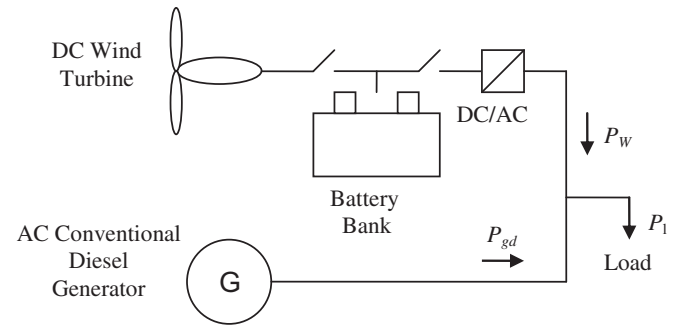 DC Wind
Turbine
DC/AC
P_W
Battery
Bank
AC Conventional
Diesel
Generator
G
P_gd
P_1
Load